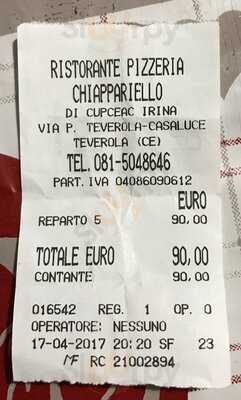 RISTORANTE PIZZERIA
CHIAPPARIELLO
DI CUPCEAC IRINA
VIA P. TEVEROLA-CASALUCE
TEVEROLA (CE)
TEL. 081-5048646
PART. IVA 04086090612
EURO
REPARTO 5 90,00
TOTALE EURO 90,00
CONTANTE 90,00
016542 REG. 1 OP. 0
OPERATORE: NESSUNO
17-04-2017 20:20 SF 23
MF RC 21002894